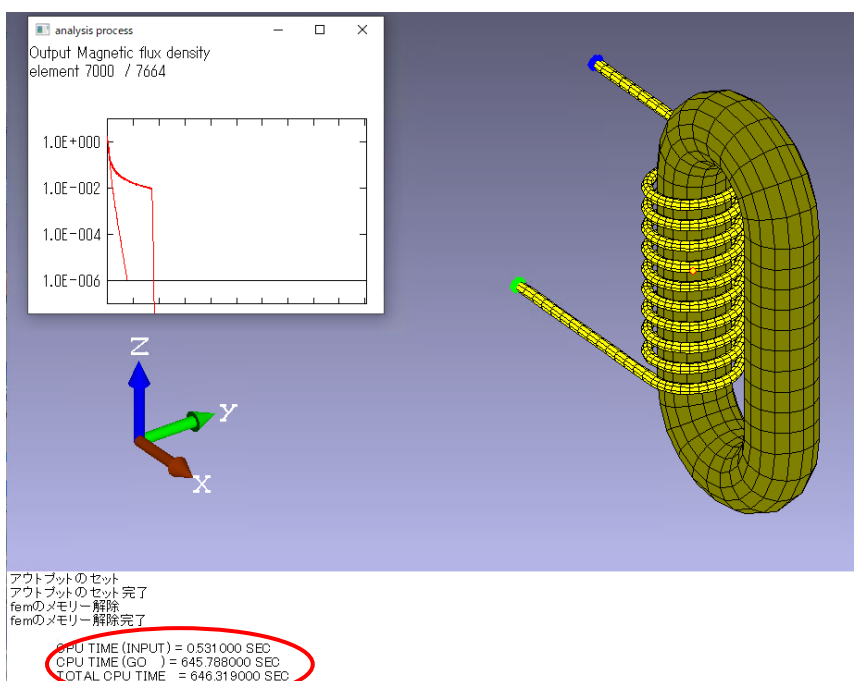 analysis process
Output Magnetic flux density
element 7000 / 7664
1.0E+000
1.0E-002
1.0E-004
1.0E-006
Z
Y
X
アウトプットのセット
アウトプットのセット完了
femのメモリー解除
femのメモリー解除完了
CPU TIME (INPUT) = 0.531000 SEC
CPU TIME (GO ) = 645.788000 SEC
TOTAL CPU TIME = 646.319000 SEC